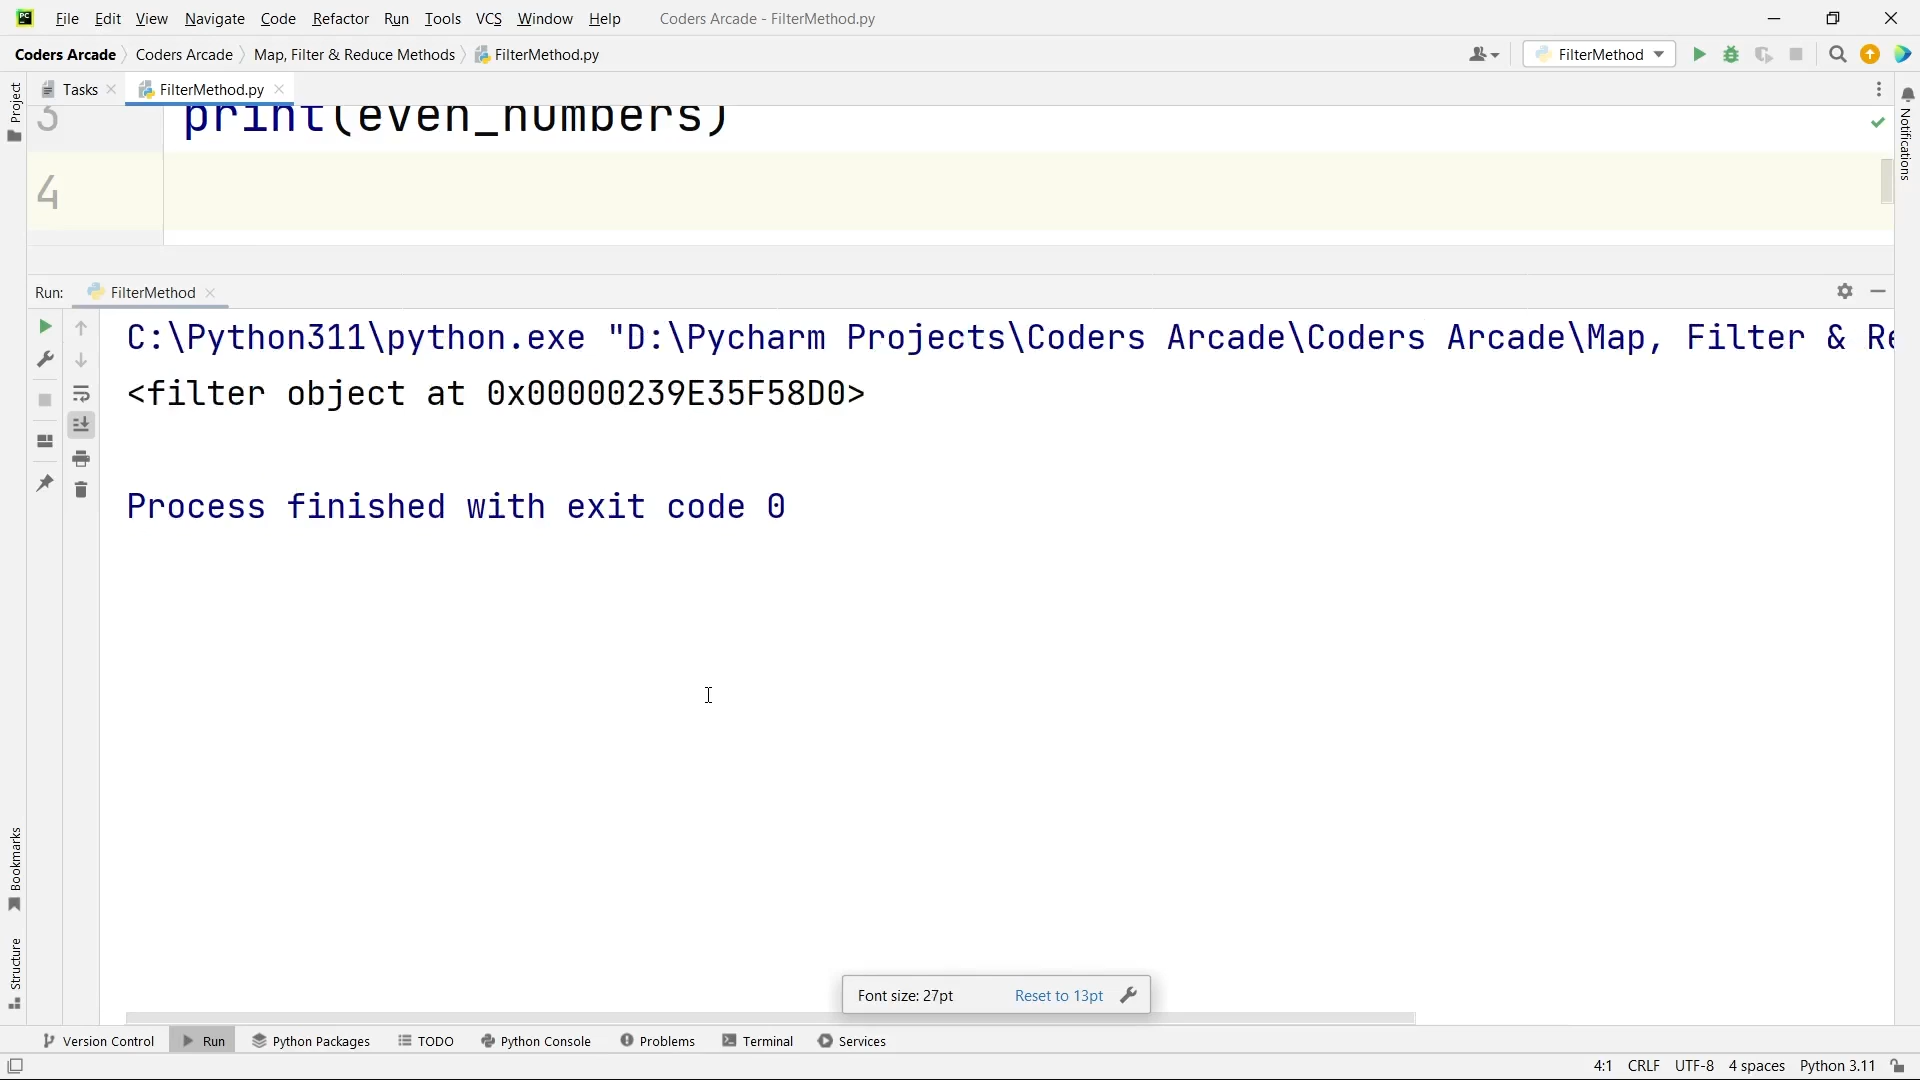 PC File Edit View Navigate Code Refactor Run Tools VCS Window Help Coders Arcade - FilterMethod.py
Coders Arcade Coders Arcade Map, Filter & Reduce Methods FilterMethod.py FilterMethod
Project
Tasks FilterMethod.py
Notifications
3 print(even_numbers)
4
Run: FilterMethod
C:\Python311\python.exe "D:\Pycharm Projects\Coders Arcade\Coders Arcade\Map, Filter & Re
<filter object at 0x00000239E35F58D0>
Process finished with exit code 0
Bookmarks
Structure
Font size: 27pt Reset to 13pt
Version Control Run Python Packages TODO Python Console Problems Terminal Services
4:1 CRLF UTF-8 4 spaces Python 3.11